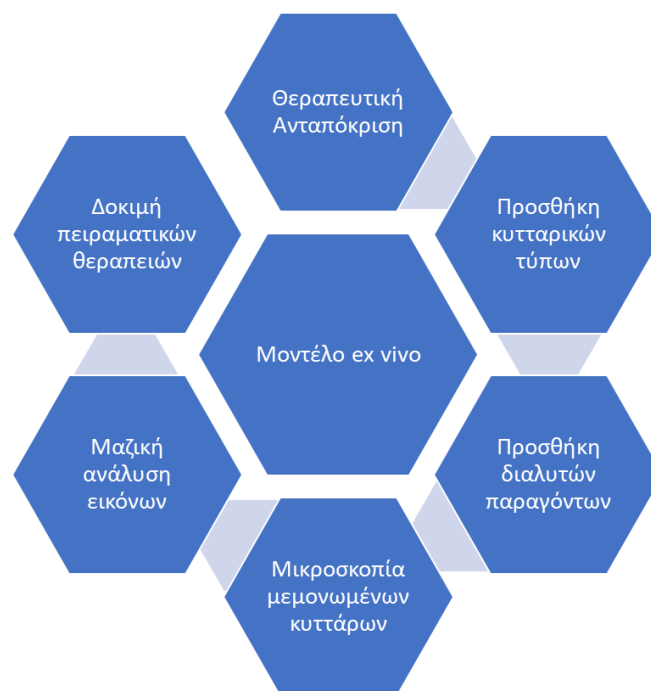 Θεραπευτική
Ανταπόκριση
Προσθήκη
κυτταρικών
τύπων
Προσθήκη
διαλυτών
παραγόντων
Μικροσκοπία
μεμονωμένων
κυττάρων
Μαζική
ανάλυση
εικόνων
Δοκιμή
πειραματικών
θεραπειών
Μοντέλο ex vivo